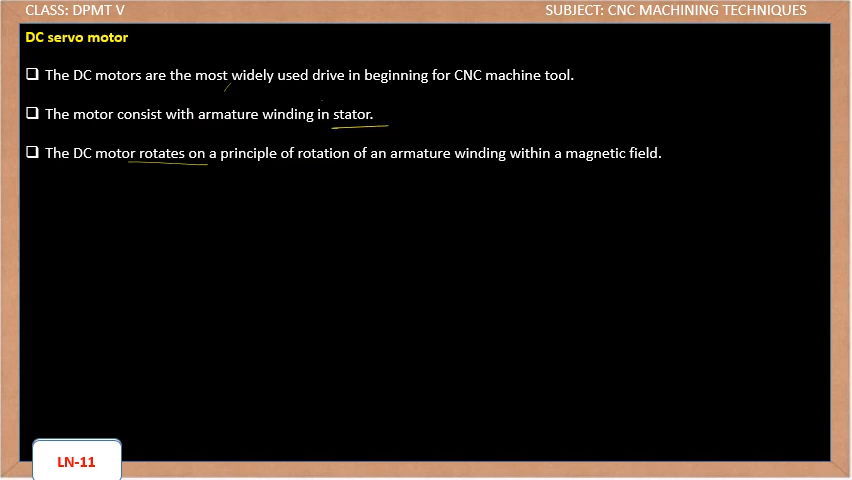 CLASS: DPMT V
SUBJECT: CNC MACHINING TECHNIQUES
DC servo motor
❑ The DC motors are the most widely used drive in beginning for CNC machine tool.
❑ The motor consist with armature winding in stator.
❑ The DC motor rotates on a principle of rotation of an armature winding within a magnetic field.
LN-11